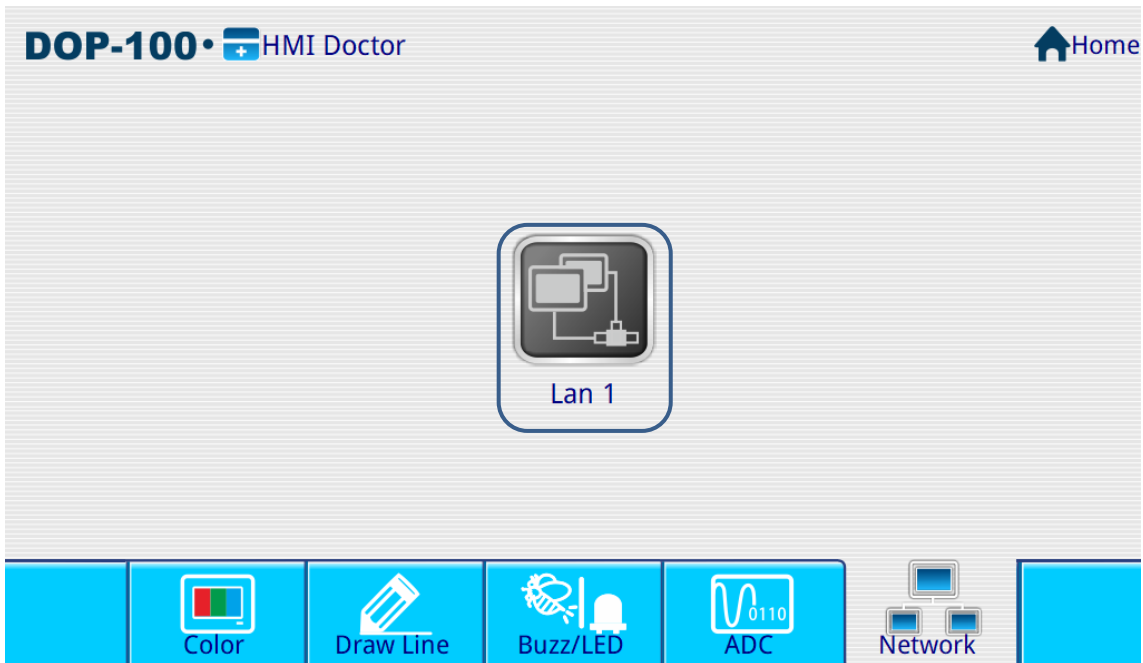 DOP-100 HMI Doctor
Home
Lan 1
0110
Color
Draw Line
Buzz/LED
ADC
Network